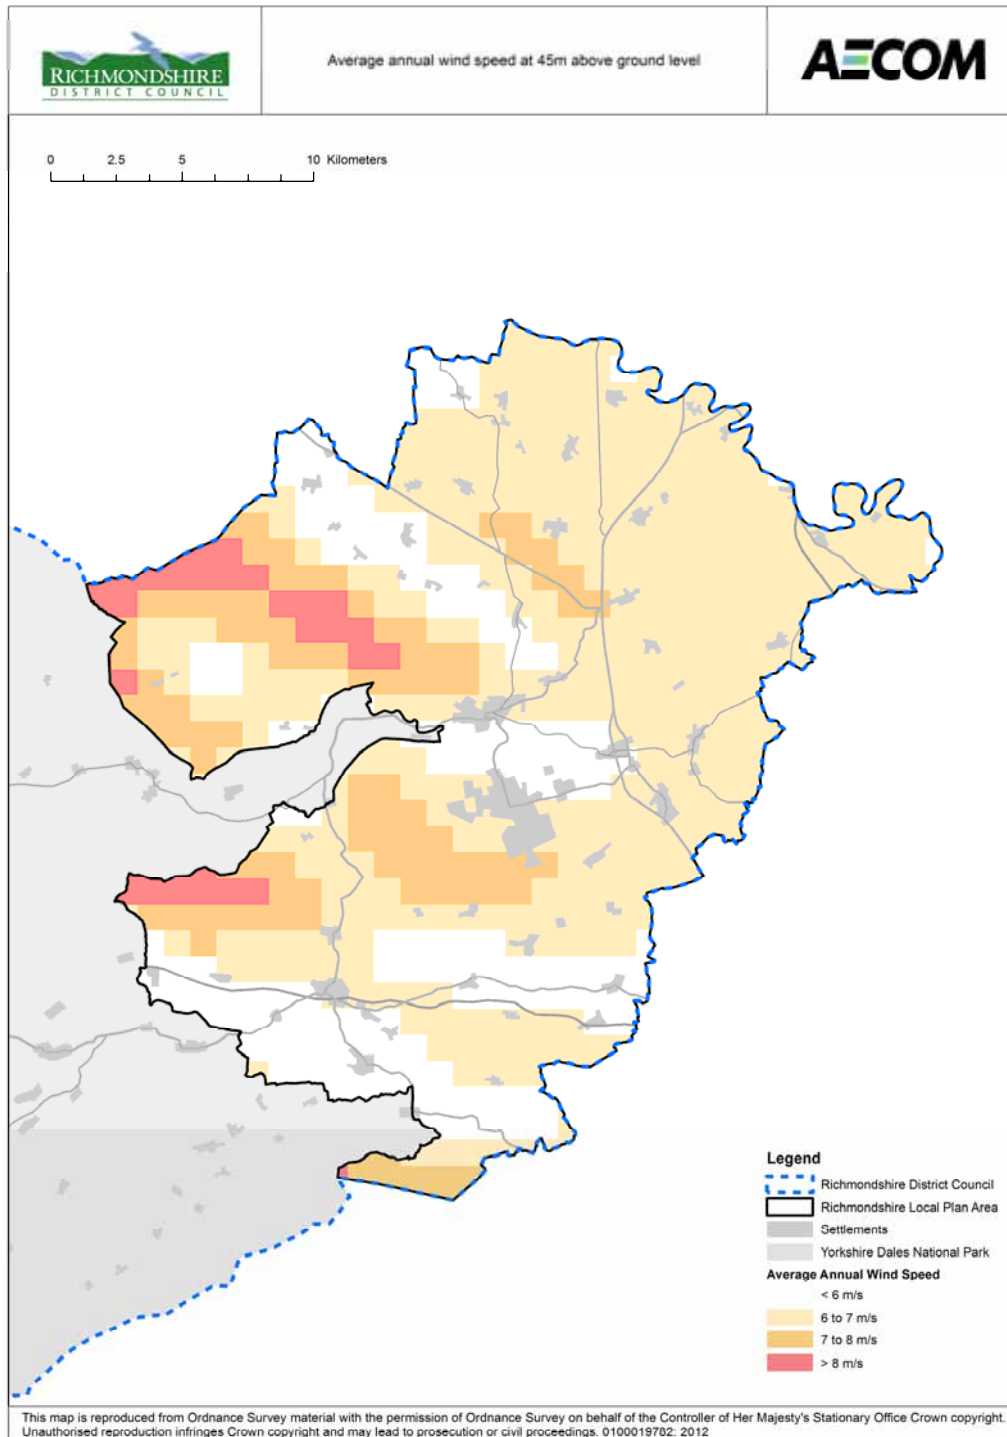 RICHMONDSHIRE
DISTRICT COUNCIL
Average annual wind speed at 45m above ground level
AECOM
0 2.5 5 10 Kilometers
Legend
Richmondshire District Council
Richmondshire Local Plan Area
Settlements
Yorkshire Dales National Park
Average Annual Wind Speed
< 6 m/s
6 to 7 m/s
7 to 8 m/s
> 8 m/s
This map is reproduced from Ordnance Survey material with the permission of Ordnance Survey on behalf of the Controller of Her Majesty's Stationary Office Crown copyright.
Unauthorised reproduction infringes Crown copyright and may lead to prosecution or civil proceedings. 0100019782: 2012